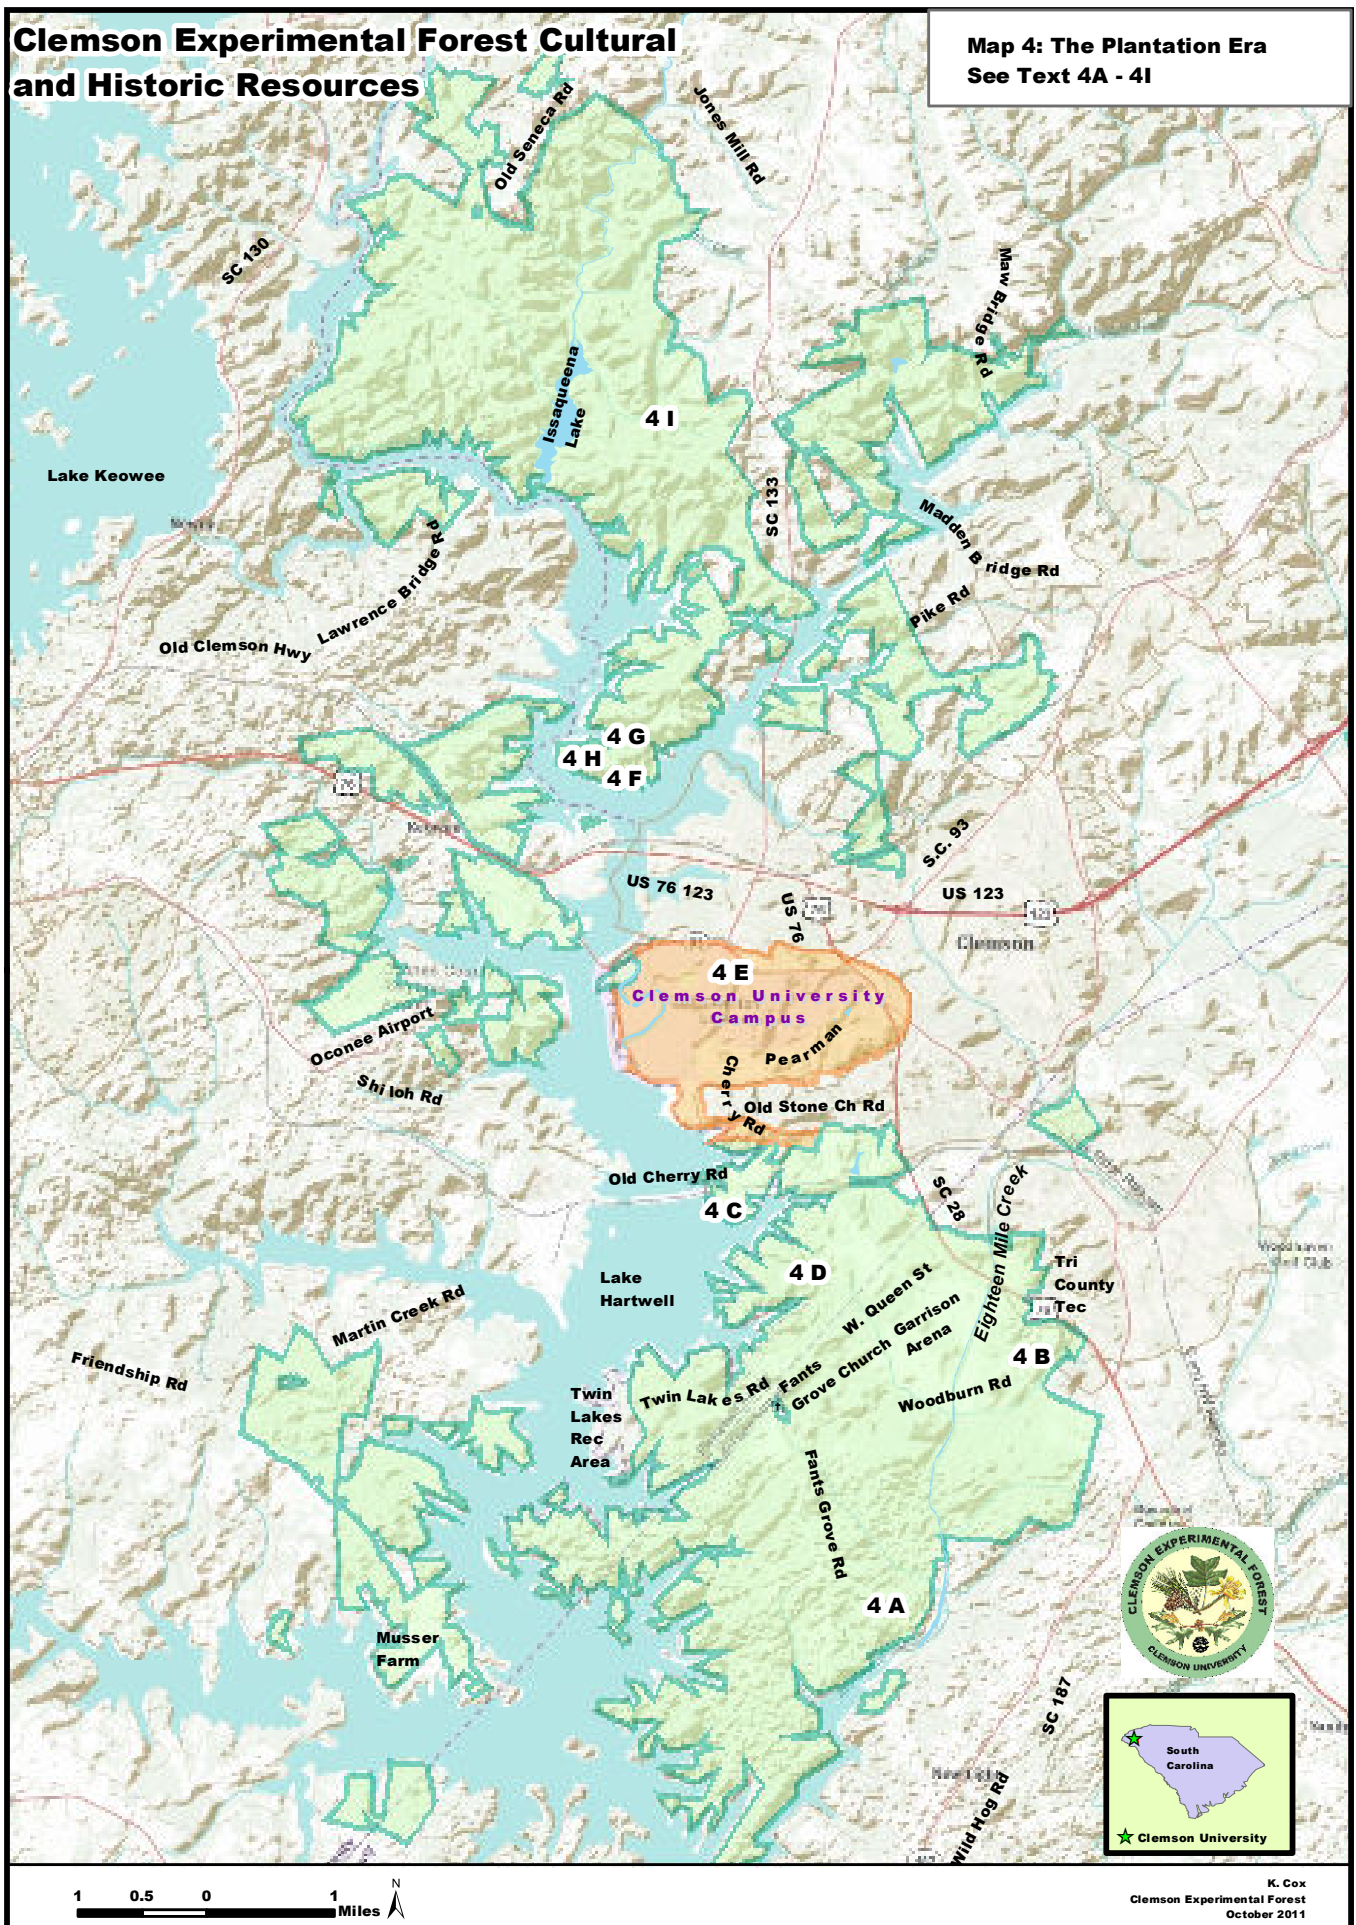 Clemson Experimental Forest Cultural
and Historic Resources
Map 4: The Plantation Era
See Text 4A - 4I
Old Seneca Rd
Jones Mill Rd
SC 130
Maw Bridge Rd
Issaqueena
Lake
4 I
Lake Keowee
SC 133
Madden Bridge Rd
Lawrence Bridge Rd
Pike Rd
Old Clemson Hwy
4 G
4 H
4 F
76
S.C. 93
US 76 123
US 76
76
US 123
123
Clemson
4 E
Clemson University
Campus
Oconee Airport
Pearman
Cherry Rd
Shiloh Rd
Old Stone Ch Rd
Old Cherry Rd
4 C
SC 28
Eighteen Mile Creek
4 D
Tri
County
Tec
Lake
Hartwell
W. Queen St
Martin Creek Rd
Garrison
Arena
4 B
Friendship Rd
Fants
Grove Church
Twin Lakes Rd
Woodburn Rd
Twin
Lakes
Rec
Area
Fants Grove Rd
4 A
CLEMSON EXPERIMENTAL FOREST
CLEMSON UNIVERSITY
Musser
Farm
SC 187
South
Carolina
Wild Hog Rd
Clemson University
1 0.5 0 1
Miles
N
K. Cox
Clemson Experimental Forest
October 2011